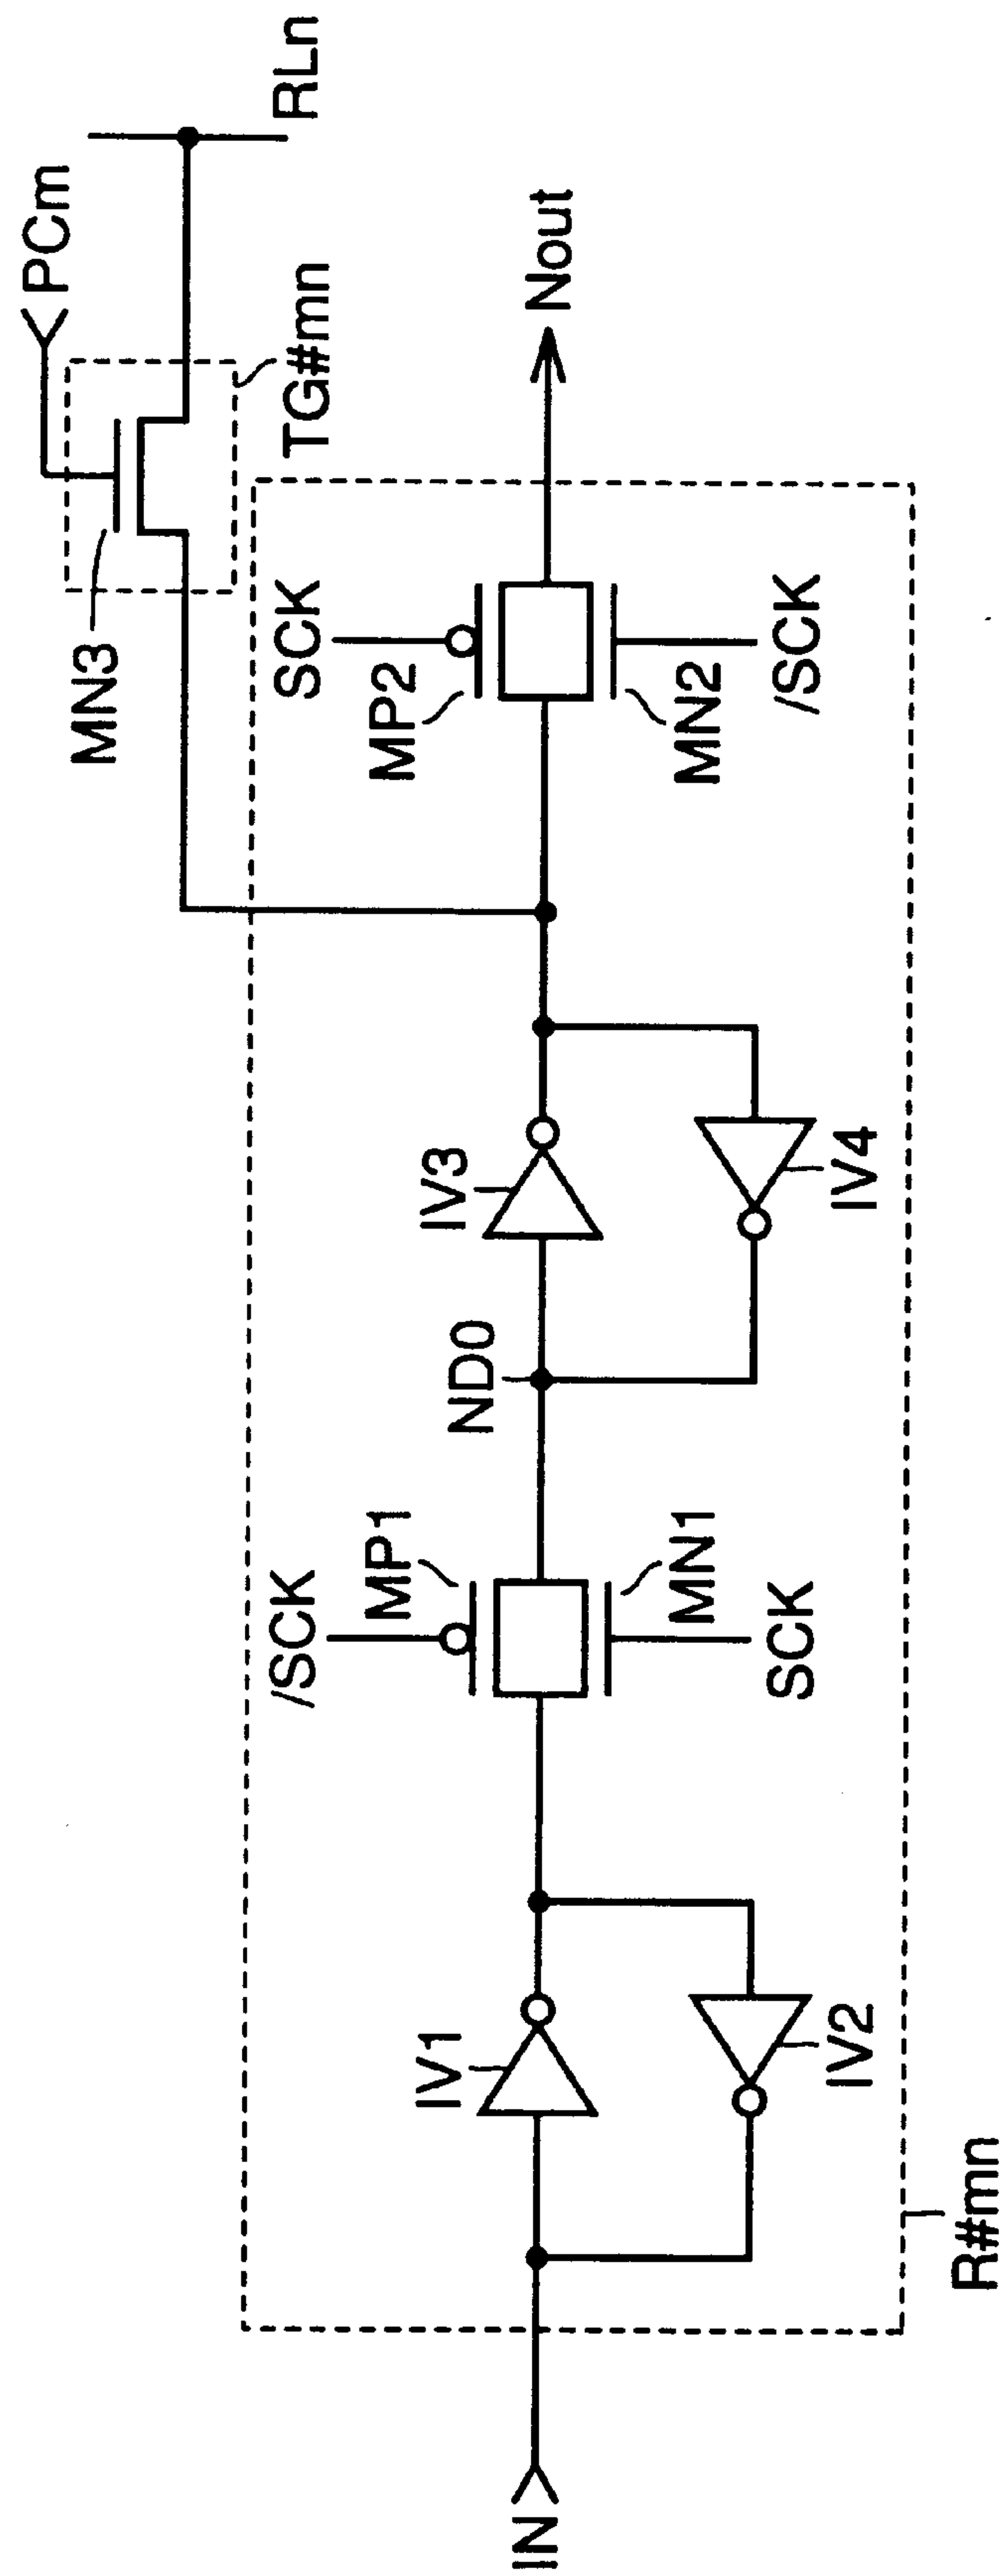 PCm
RLn
MN3
TG#mn
SCK
MP2
Nout
MN2
/SCK
/SCK
MP1
ND0
IV3
MN1
SCK
IV4
IV1
IV2
IN
R#mn